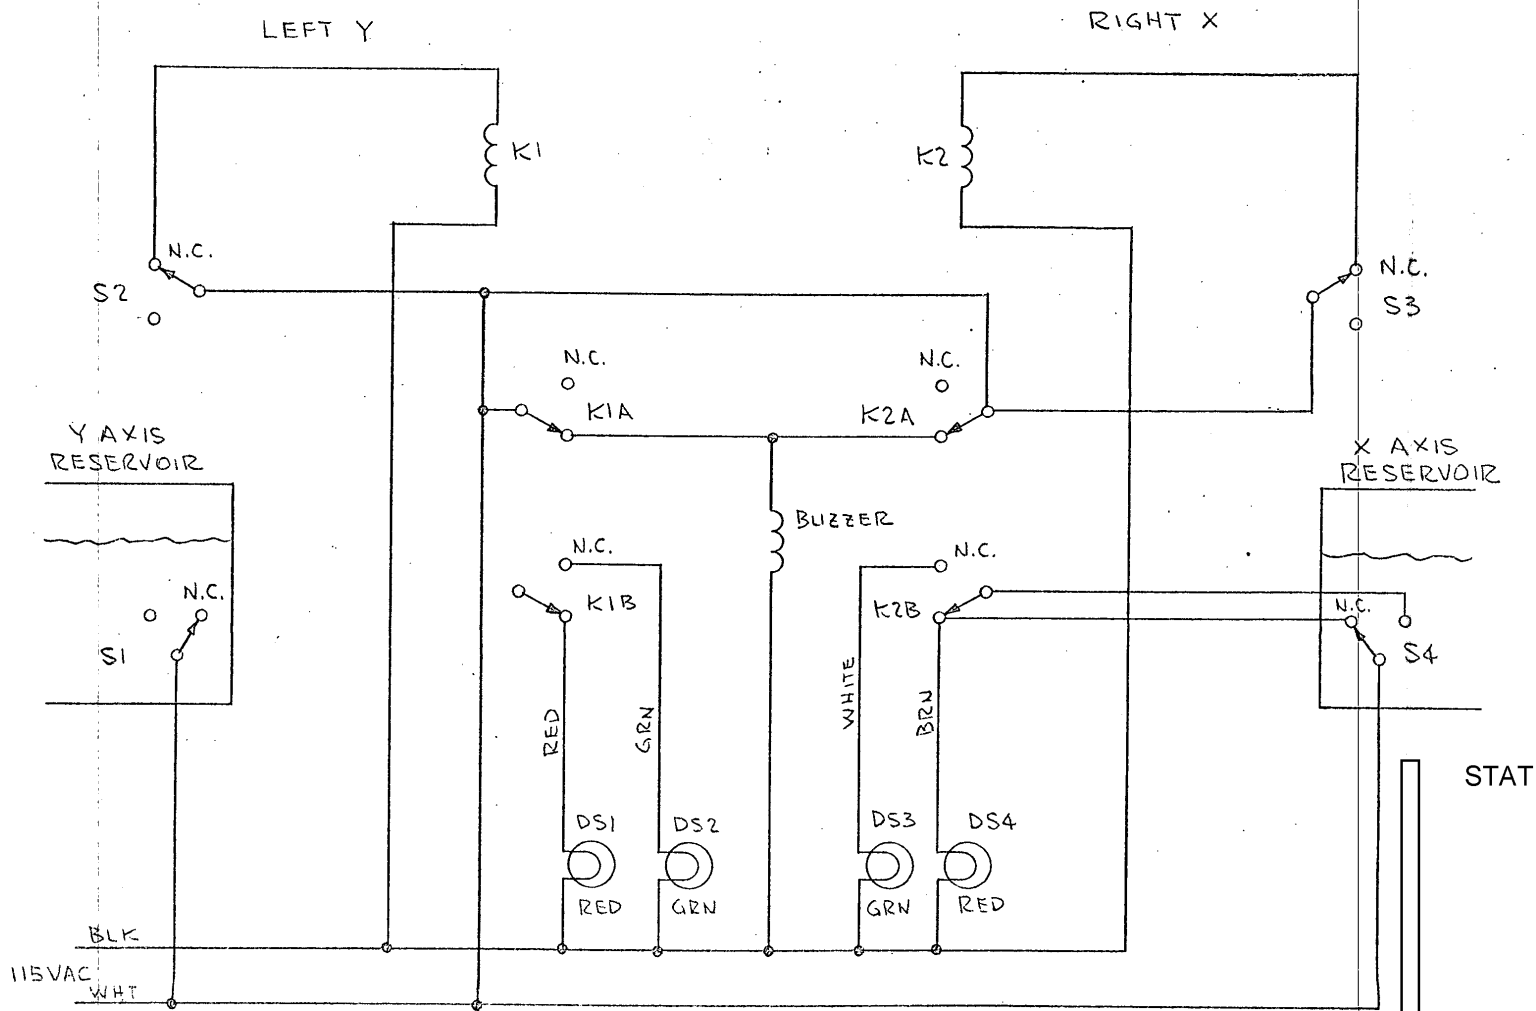 LEFT Y
RIGHT X
K1
K2
N.C.
S2
N.C.
S3
N.C.
K1A
N.C.
K2A
Y AXIS
RESERVOIR
X AXIS
RESERVOIR
BUZZER
N.C.
K1B
N.C.
K2B
N.C.
S1
N.C.
S4
RED
GRN
WHITE
BRN
STAT
DS1
DS2
DS3
DS4
RED
GRN
GRN
RED
BLK
115VAC
WHT